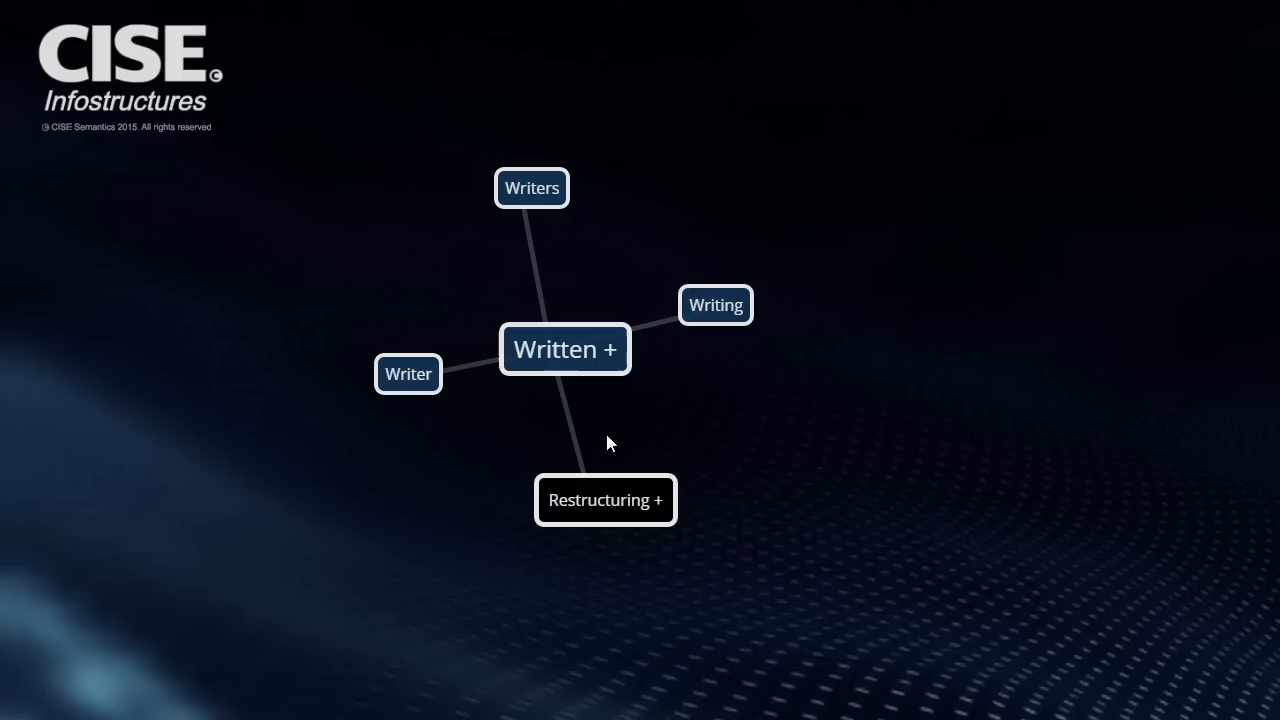 CISE©
Infostructures
© CISE Semantics 2015. All rights reserved
Writers
Writing
Written +
Writer
Restructuring +